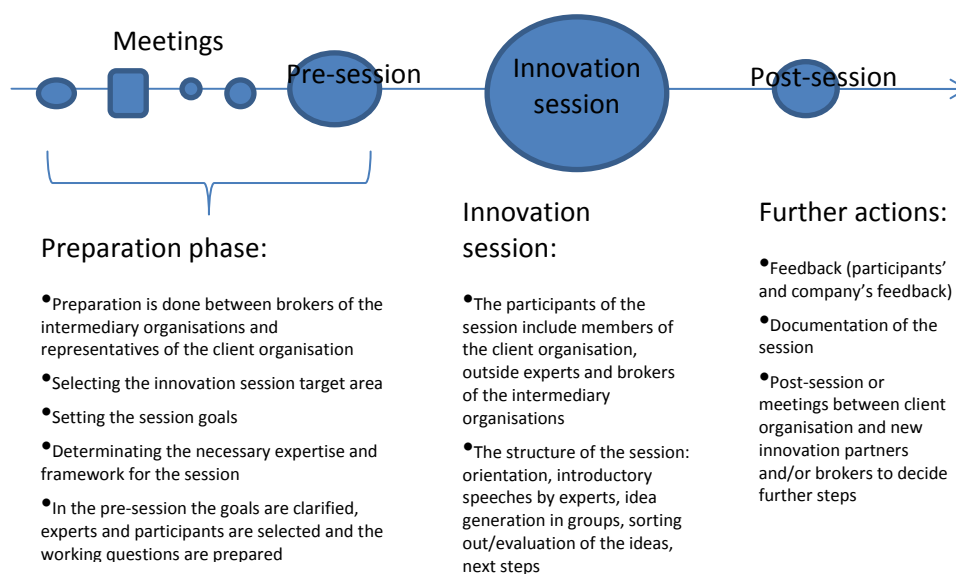 Meetings
Pre-session
Innovation
session
Post-session
Preparation phase:
•Preparation is done between brokers of the
intermediary organisations and
representatives of the client organisation
•Selecting the innovation session target area
•Setting the session goals
•Determinating the necessary expertise and
framework for the session
•In the pre-session the goals are clarified,
experts and participants are selected and the
working questions are prepared
Innovation
session:
•The participants of the
session include members of
the client organisation,
outside experts and brokers
of the intermediary
organisations
•The structure of the session:
orientation, introductory
speeches by experts, idea
generation in groups, sorting
out/evaluation of the ideas,
next steps
Further actions:
•Feedback (participants’
and company’s feedback)
•Documentation of the
session
•Post-session or
meetings between client
organisation and new
innovation partners
and/or brokers to decide
further steps